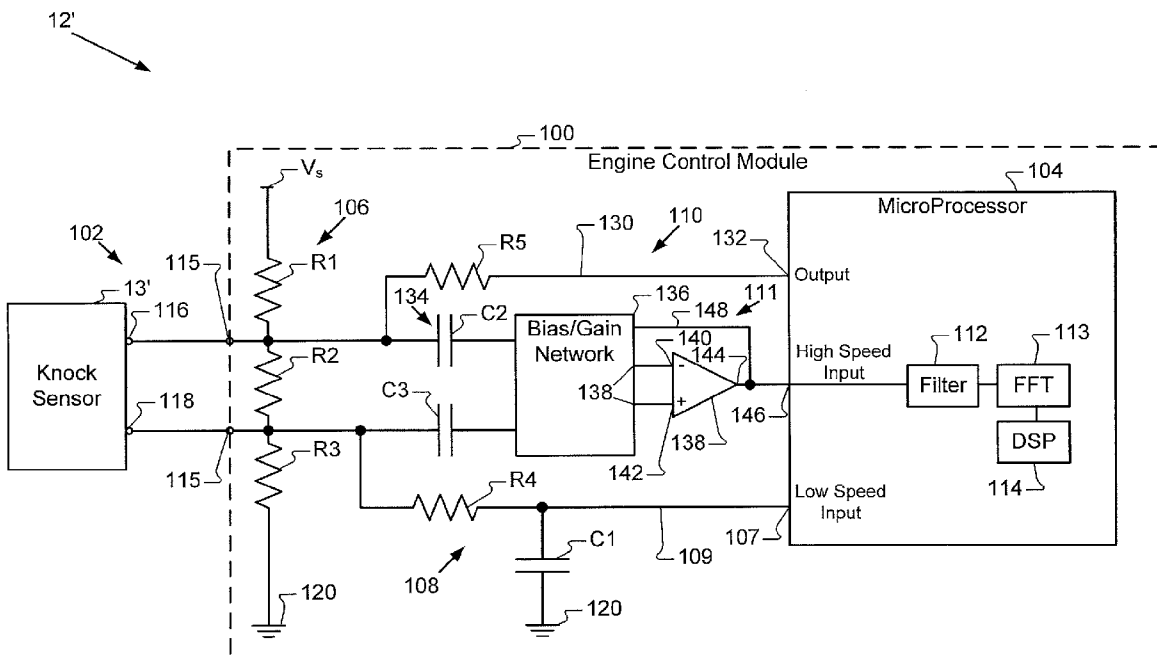 12'
100
Engine Control Module
Vs
104
MicroProcessor
102
106
110
130
132
R5
Output
115
R1
13'
116
134
C2
136
148
111
Bias/Gain
Network
140
144
High Speed
Input
112
113
Knock
Sensor
R2
-
Filter
FFT
C3
138
+
146
118
DSP
138
115
R3
142
114
R4
Low Speed
Input
107
C1
109
108
120
120